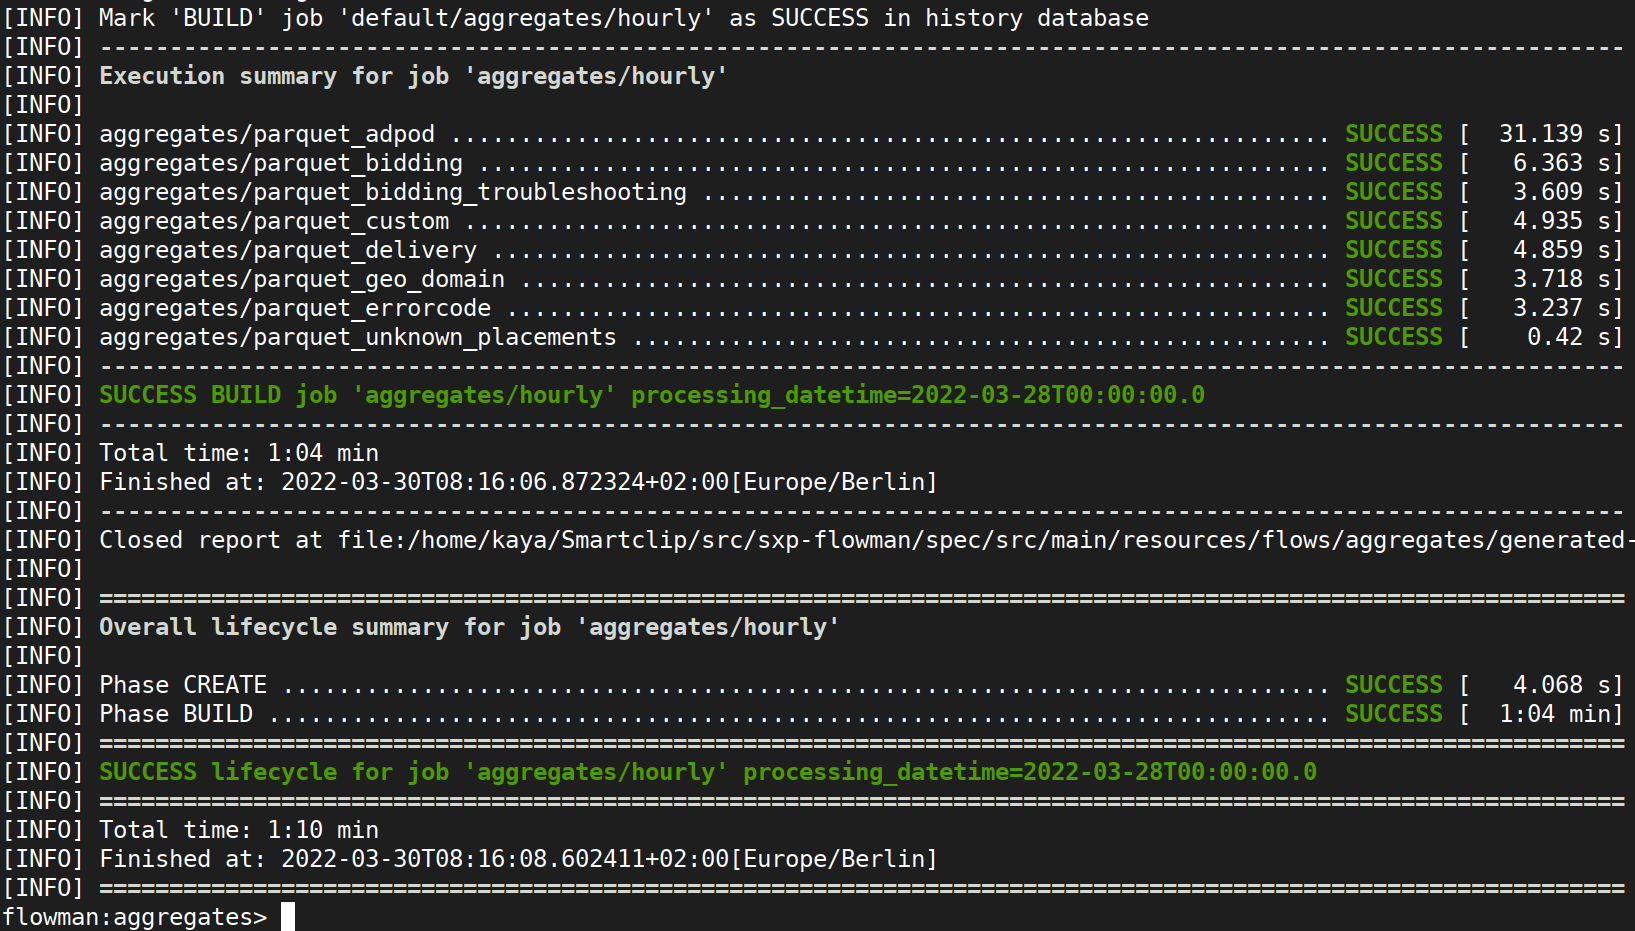 [INFO] Mark 'BUILD' job 'default/aggregates/hourly' as SUCCESS in history database
[INFO] -------------------------------------------------------------------------------------------------------------
[INFO] Execution summary for job 'aggregates/hourly'
[INFO]
[INFO] aggregates/parquet_adpod ............................................................... SUCCESS [  31.139 s]
[INFO] aggregates/parquet_bidding ............................................................. SUCCESS [   6.363 s]
[INFO] aggregates/parquet_bidding_troubleshooting ............................................. SUCCESS [   3.609 s]
[INFO] aggregates/parquet_custom .............................................................. SUCCESS [   4.935 s]
[INFO] aggregates/parquet_delivery ............................................................ SUCCESS [   4.859 s]
[INFO] aggregates/parquet_geo_domain .......................................................... SUCCESS [   3.718 s]
[INFO] aggregates/parquet_errorcode ........................................................... SUCCESS [   3.237 s]
[INFO] aggregates/parquet_unknown_placements .................................................. SUCCESS [    0.42 s]
[INFO] -------------------------------------------------------------------------------------------------------------
[INFO] SUCCESS BUILD job 'aggregates/hourly' processing_datetime=2022-03-28T00:00:00.0
[INFO] -------------------------------------------------------------------------------------------------------------
[INFO] Total time: 1:04 min
[INFO] Finished at: 2022-03-30T08:16:06.872324+02:00[Europe/Berlin]
[INFO] -------------------------------------------------------------------------------------------------------------
[INFO] Closed report at file:/home/kaya/Smartclip/src/sxp-flowman/spec/src/main/resources/flows/aggregates/generated-
[INFO]
[INFO] =============================================================================================================
[INFO] Overall lifecycle summary for job 'aggregates/hourly'
[INFO]
[INFO] Phase CREATE ........................................................................... SUCCESS [   4.068 s]
[INFO] Phase BUILD ............................................................................ SUCCESS [  1:04 min]
[INFO] =============================================================================================================
[INFO] SUCCESS lifecycle for job 'aggregates/hourly' processing_datetime=2022-03-28T00:00:00.0
[INFO] =============================================================================================================
[INFO] Total time: 1:10 min
[INFO] Finished at: 2022-03-30T08:16:08.602411+02:00[Europe/Berlin]
[INFO] =============================================================================================================
flowman:aggregates>